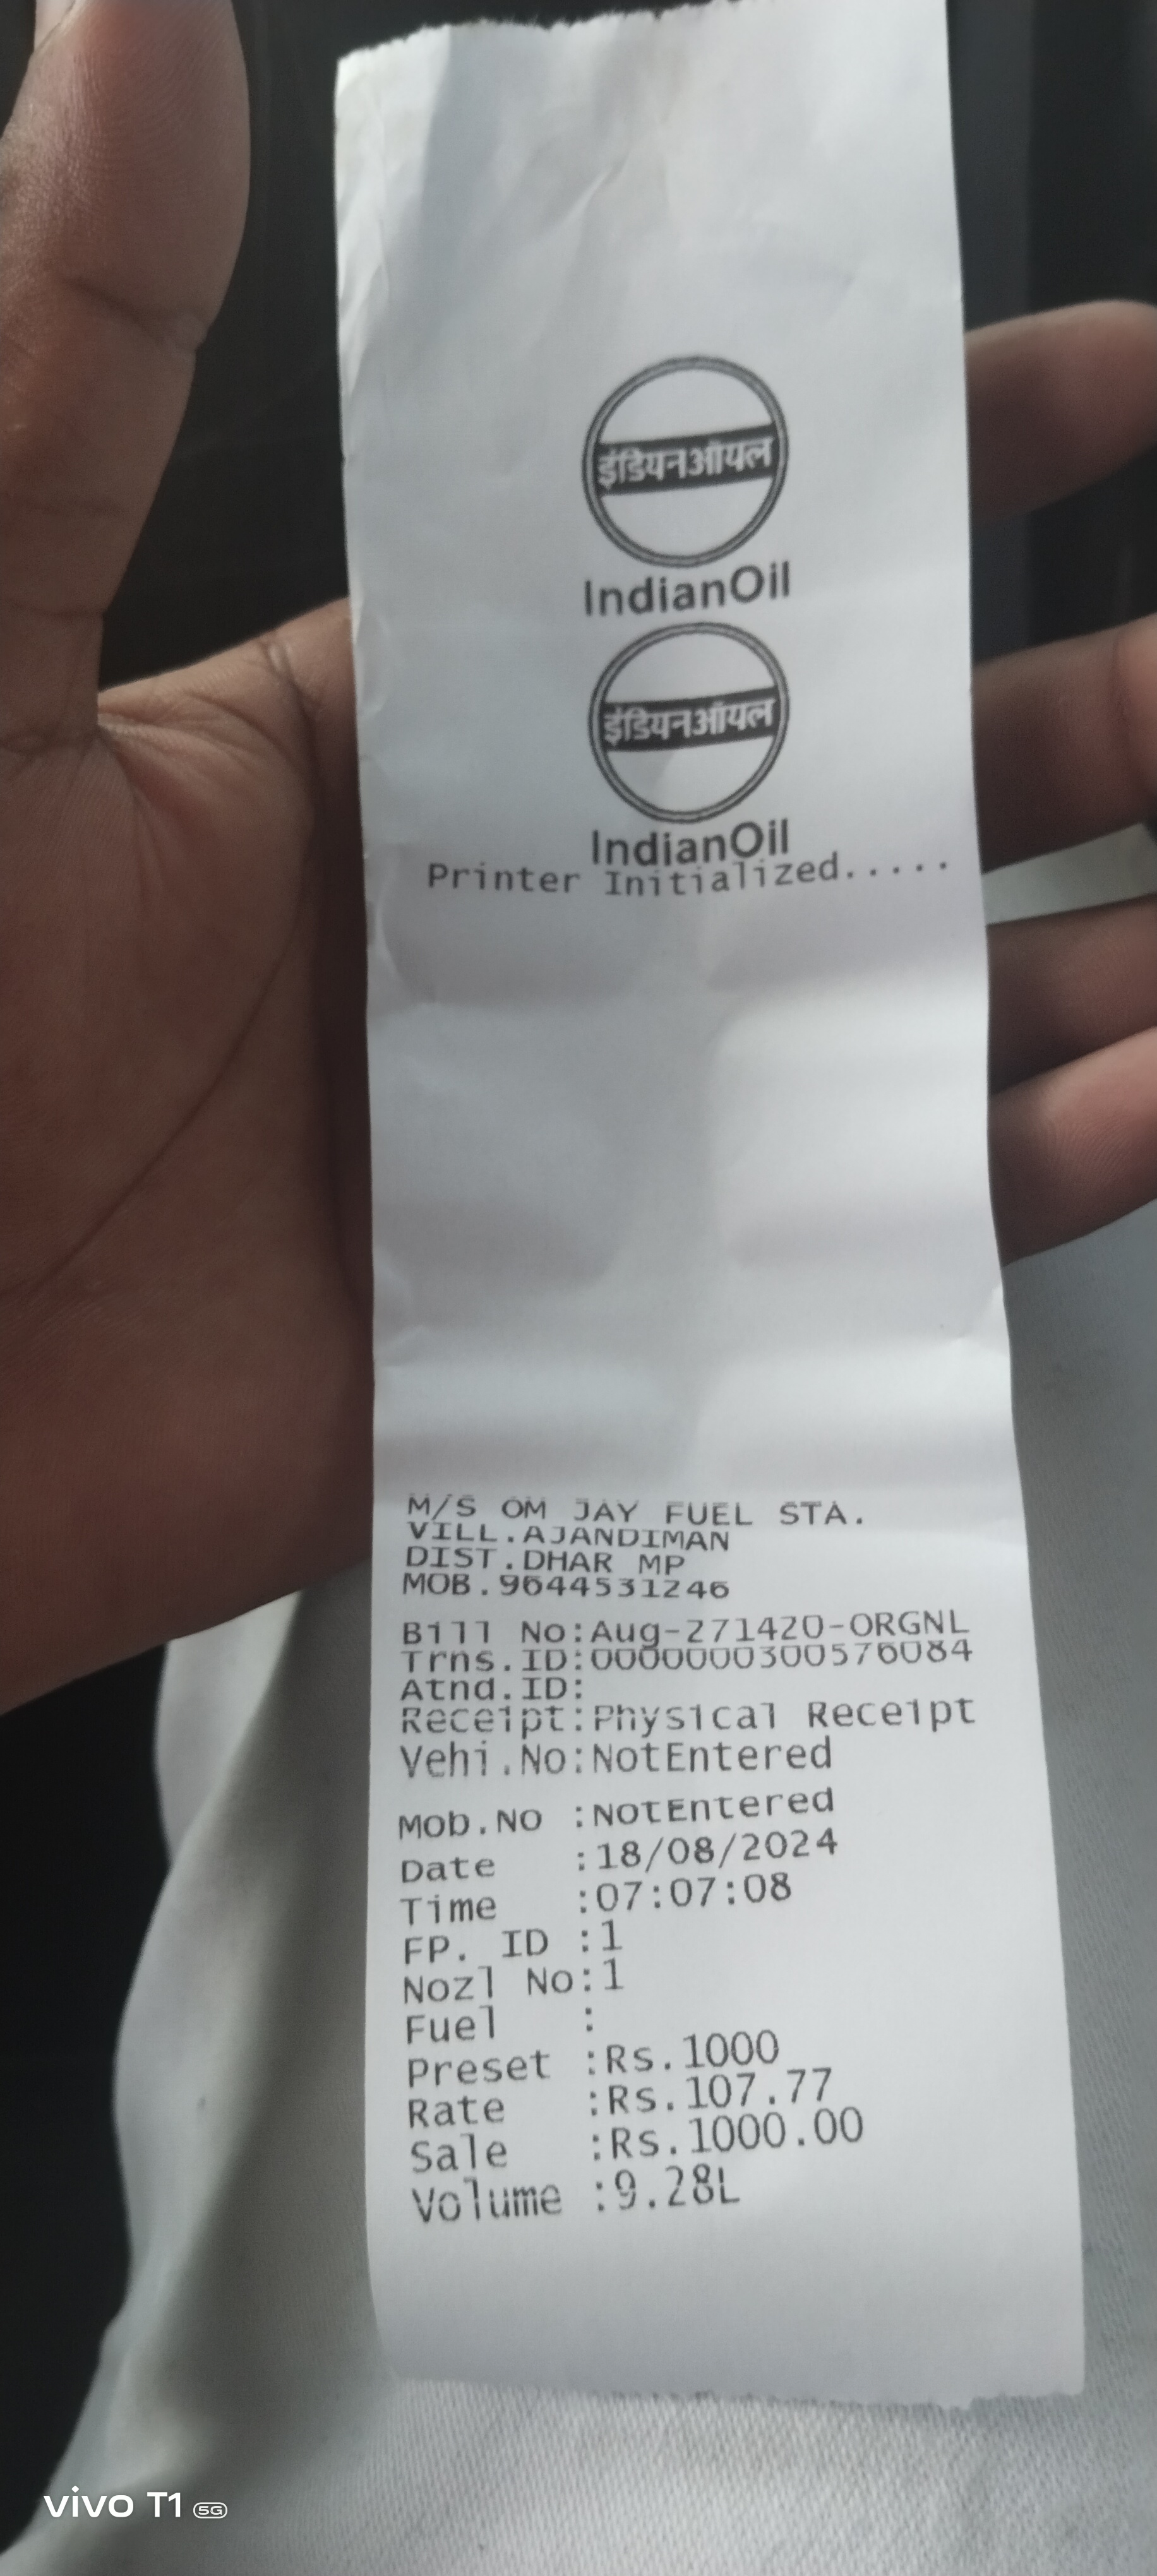 इंडियनऑयल
IndianOil
इंडियनऑयल
IndianOil
Printer Initialized.....
M/S OM JAY FUEL STA.
VILL.AJANDIMAN
DIST.DHAR MP
MOB.9644531246
Bill No:Aug-271420-ORGNL
Trns.ID:0000000300576084
Atnd.ID:
Receipt:Physical Receipt
Vehi.No:NotEntered
Mob.No :NotEntered
Date :18/08/2024
Time :07:07:08
FP. ID :1
Nozl No:1
Fuel :
Preset :Rs.1000
Rate :Rs.107.77
Sale :Rs.1000.00
Volume :9.28L
vivo T1 5G